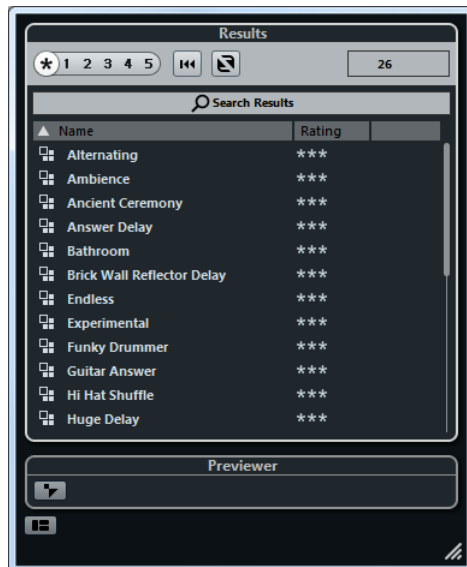 Results
* 1 2 3 4 5 26
Search Results
Name Rating
Alternating ***
Ambience ***
Ancient Ceremony ***
Answer Delay ***
Bathroom ***
Brick Wall Reflector Delay ***
Endless ***
Experimental ***
Funky Drummer ***
Guitar Answer ***
Hi Hat Shuffle ***
Huge Delay ***
Previewer